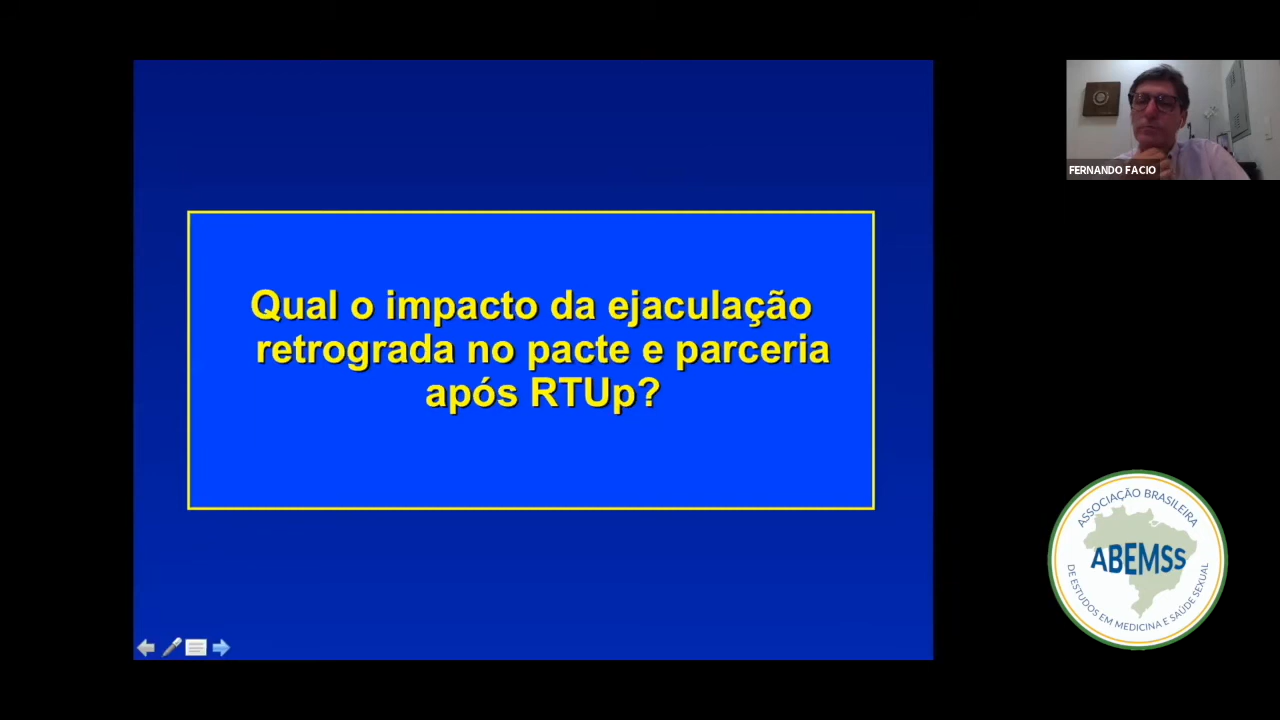 Qual o impacto da ejaculação
retrograda no pacte e parceria
após RTUp?
FERNANDO FACIO
ASSOCIAÇÃO BRASILEIRA
ABEMSS
DE ESTUDOS EM MEDICINA E SAÚDE SEXUAL